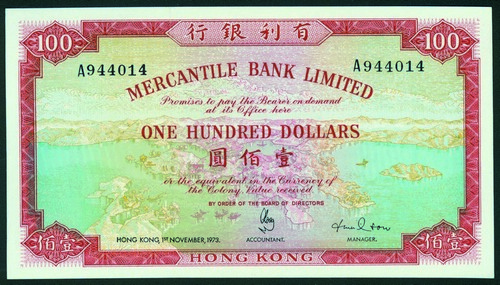 100 行銀利有 100
A944014 A944014
MERCANTILE BANK LIMITED
Promises to pay the Bearer on demand
at its Office here
ONE HUNDRED DOLLARS
圓佰壹
or the equivalent in the Currency of
the Colony Value received
BY ORDER OF THE BOARD OF DIRECTORS
HONG KONG, 1ST NOVEMBER, 1973. ACCOUNTANT. MANAGER.
佰 HONG KONG 壹